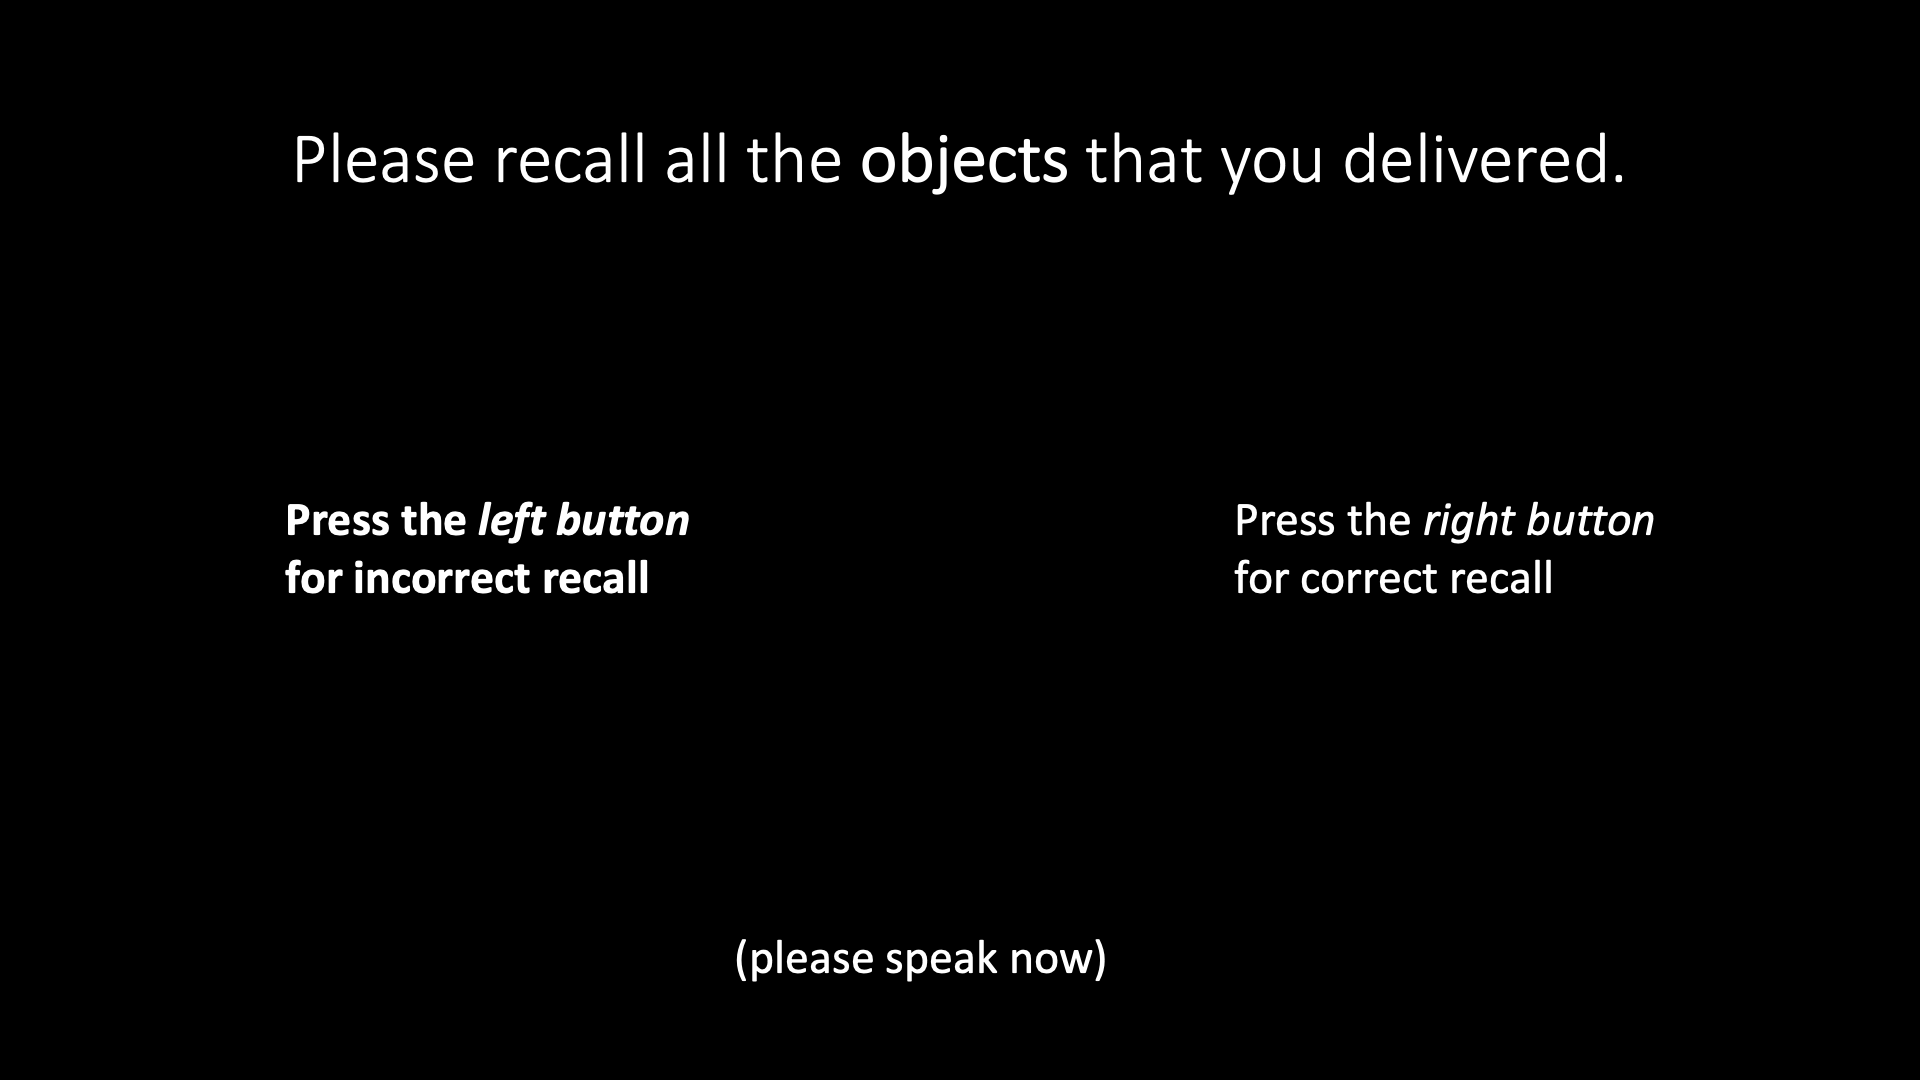 Please recall all the objects that you delivered.
Press the left button
for incorrect recall
Press the right button
for correct recall
(please speak now)